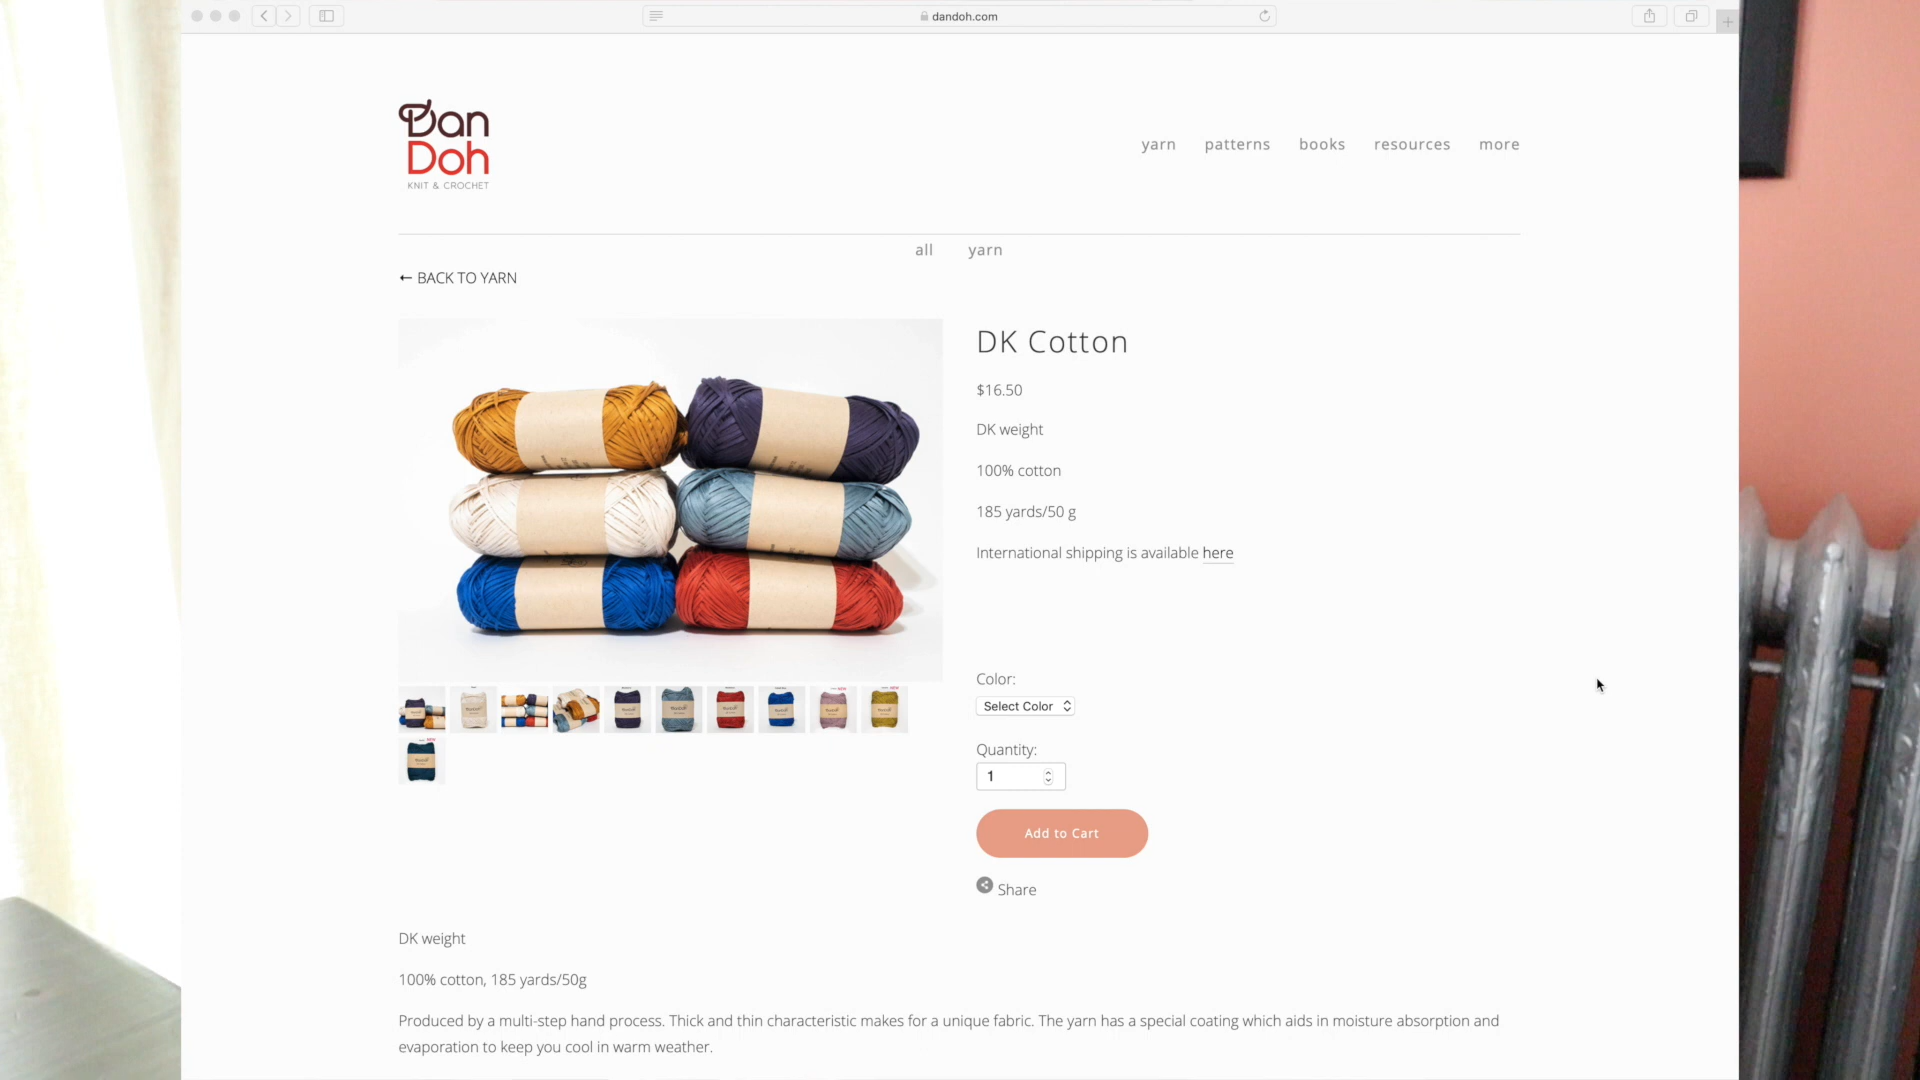 dandoh.com
Dan
Doh
KNIT & CROCHET
yarn patterns books resources more
all yarn
← BACK TO YARN
DK Cotton
$16.50
DK weight
100% cotton
185 yards/50 g
International shipping is available here
Color:
Select Color
Quantity:
1
Add to Cart
Share
DK weight
100% cotton, 185 yards/50g
Produced by a multi-step hand process. Thick and thin characteristic makes for a unique fabric. The yarn has a special coating which aids in moisture absorption and
evaporation to keep you cool in warm weather.